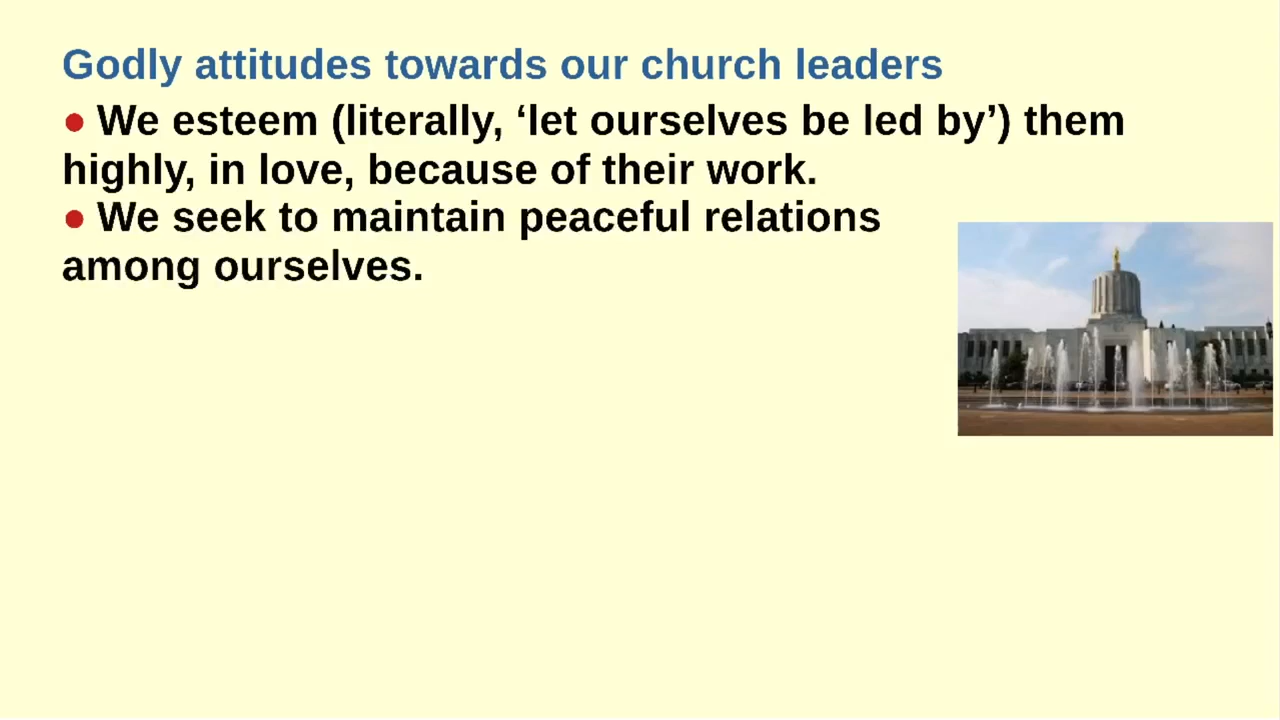 Godly attitudes towards our church leaders
● We esteem (literally, ‘let ourselves be led by’) them
highly, in love, because of their work.
● We seek to maintain peaceful relations
among ourselves.